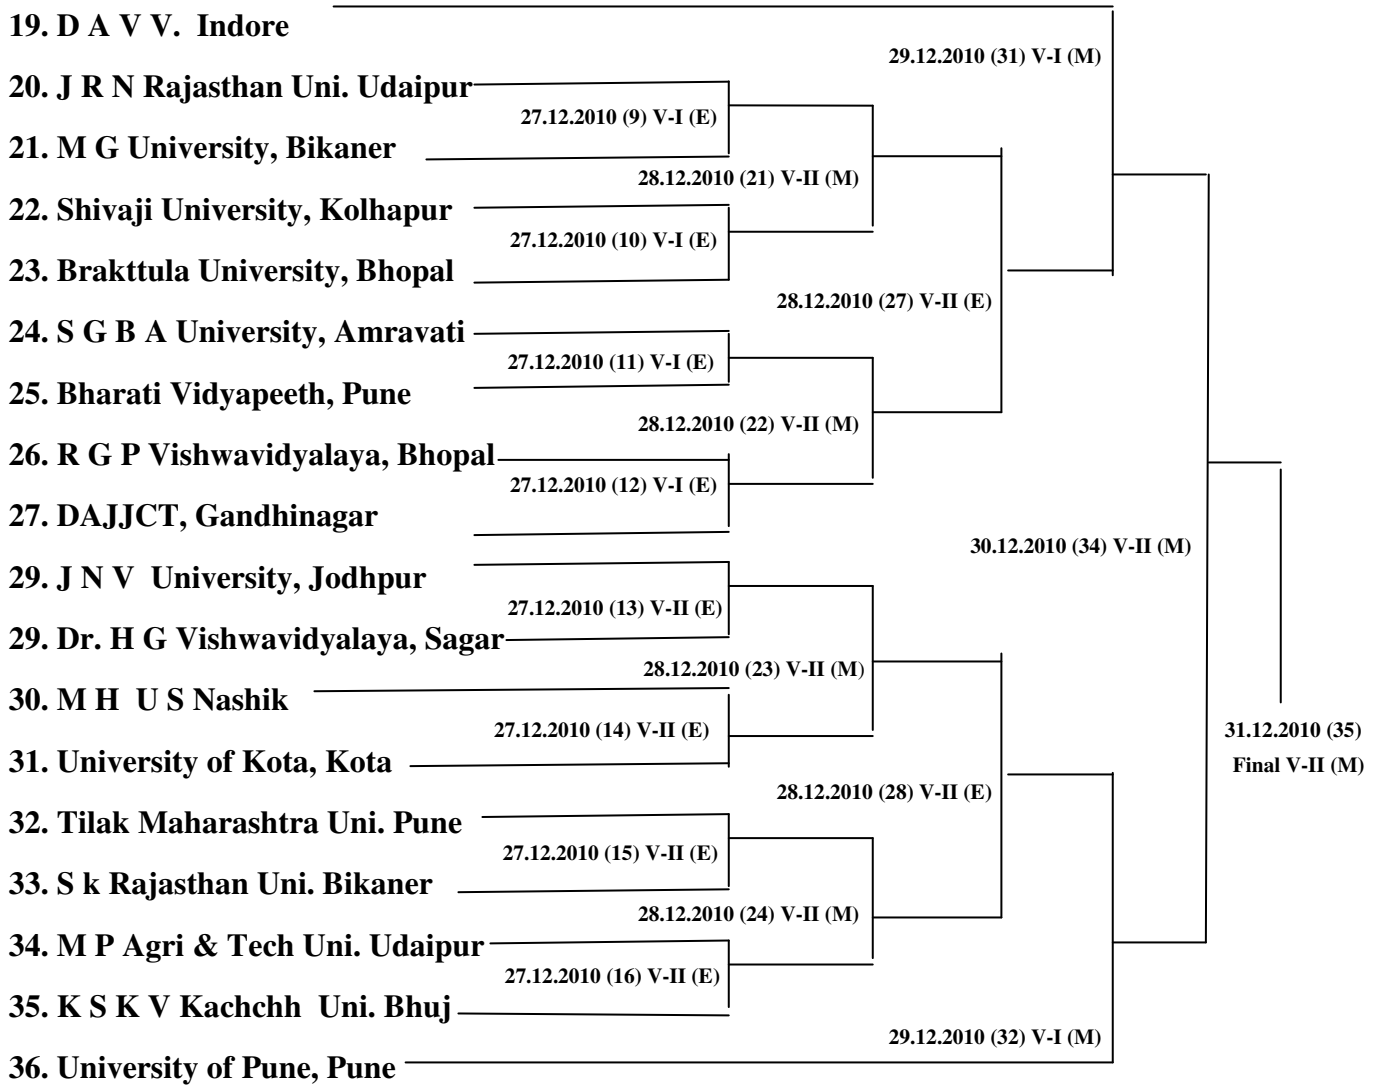 19. D A V V.  Indore
29.12.2010 (31) V-I (M)
20. J R N Rajasthan Uni. Udaipur
27.12.2010 (9) V-I (E)
21. M G University, Bikaner
28.12.2010 (21) V-II (M)
22. Shivaji University, Kolhapur
27.12.2010 (10) V-I (E)
23. Brakttula University, Bhopal
28.12.2010 (27) V-II (E)
24. S G B A University, Amravati
27.12.2010 (11) V-I (E)
25. Bharati Vidyapeeth, Pune
28.12.2010 (22) V-II (M)
26. R G P Vishwavidyalaya, Bhopal
27.12.2010 (12) V-I (E)
27. DAJJCT, Gandhinagar
30.12.2010 (34) V-II (M)
29. J N V  University, Jodhpur
27.12.2010 (13) V-II (E)
29. Dr. H G Vishwavidyalaya, Sagar
28.12.2010 (23) V-II (M)
30. M H  U S Nashik
27.12.2010 (14) V-II (E)
31.12.2010 (35)
Final V-II (M)
31. University of Kota, Kota
28.12.2010 (28) V-II (E)
32. Tilak Maharashtra Uni. Pune
27.12.2010 (15) V-II (E)
33. S k Rajasthan Uni. Bikaner
28.12.2010 (24) V-II (M)
34. M P Agri & Tech Uni. Udaipur
27.12.2010 (16) V-II (E)
35. K S K V Kachchh  Uni. Bhuj
29.12.2010 (32) V-I (M)
36. University of Pune, Pune